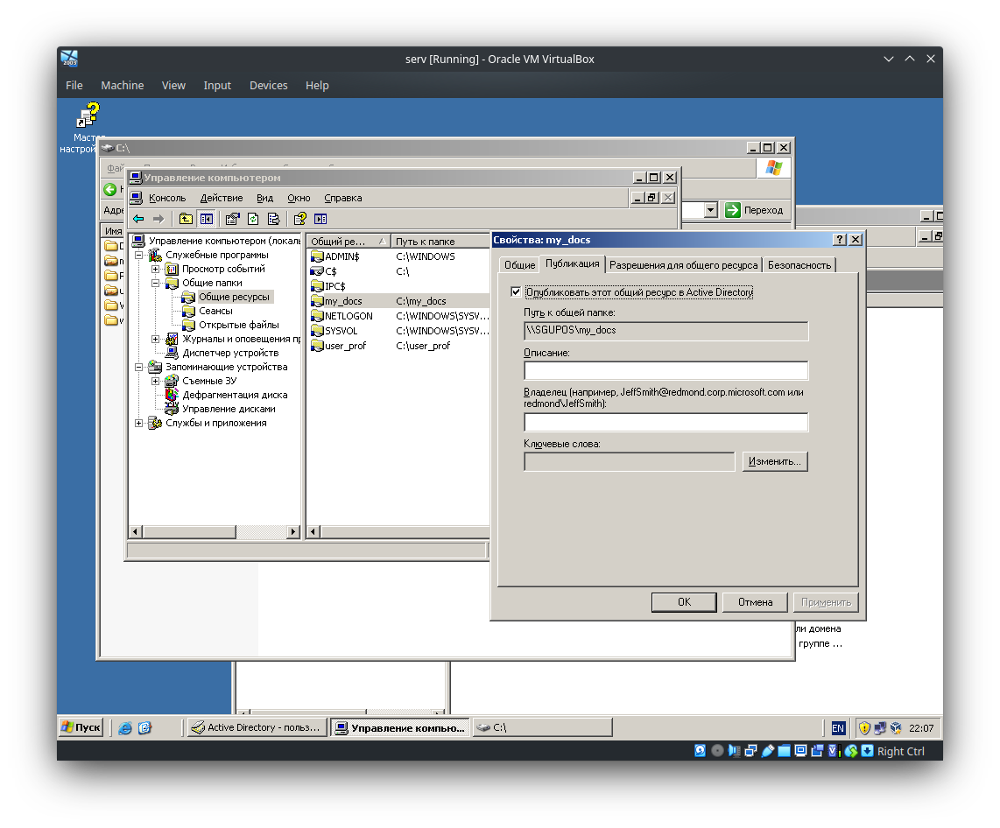 serv [Running] - Oracle VM VirtualBox
File Machine View Input Devices Help
2003
Мастер
настрой
C:\
Управление компьютером
Консоль Действие Вид Окно Справка
Переход
Имя
Управление компьютером (локаль
Служебные программы
Просмотр событий
Общие папки
Общие ресурсы
Сеансы
Открытые файлы
Журналы и оповещения пр
Диспетчер устройств
Запоминающие устройства
Съемные ЗУ
Дефрагментация диска
Управление дисками
Службы и приложения
Общий ре... Путь к папке
ADMIN$ C:\WINDOWS
C$ C:\
IPC$
my_docs C:\my_docs
NETLOGON C:\WINDOWS\SYSV...
SYSVOL C:\WINDOWS\SYSV...
user_prof C:\user_prof
Свойства: my_docs
Общие Публикация Разрешения для общего ресурса Безопасность
Опубликовать этот общий ресурс в Active Directory
Путь к общей папке:
\\SGUPOS\my_docs
Описание:
Владелец (например, JeffSmith@redmond.corp.microsoft.com или
redmond\JeffSmith):
Ключевые слова:
Изменить...
OK Отмена Применить
ли домена
группе ...
Пуск Active Directory - польз... Управление компью... C:\ EN 22:07
Right Ctrl